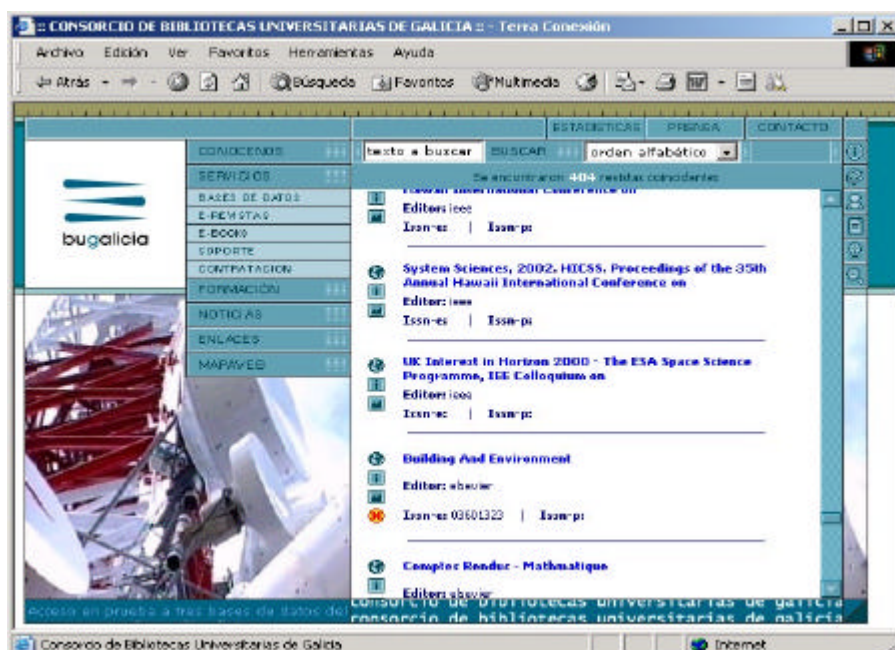 :: CONSORCIO DE BIBLIOTECAS UNIVERSITARIAS DE GALICIA :: - Terra Conexión
Archivo Edición Ver Favoritos Herramientas Ayuda
Atrás Búsqueda Favoritos Multimedia
ESTADISTICAS PRENSA CONTACTO
CONOCENOS
texto a buscar BUSCAR orden alfabético
SERVICIOS
Se encontraron 404 revistas coincidentes
BASES DE DATOS
E-REVISTAS
E-BOOKS
SOPORTE
CONTRATACION
FORMACIÓN
NOTICIAS
ENLACES
MAPAWEB
bugalicia
Hawaii International Conference on
Editor: ieee
Issn-e: | Issn-p:
System Sciences, 2002. HICSS. Proceedings of the 35th
Annual Hawaii International Conference on
Editor: ieee
Issn-e: | Issn-p:
UK Interest in Horizon 2000 - The ESA Space Science
Programme, IEE Colloquium on
Editor: ieee
Issn-e: | Issn-p:
Building And Environment
Editor: elsevier
Issn-e: 03601323 | Issn-p:
Comptes Rendus - Mathmatique
Editor: elsevier
Acceso en prueba a tres bases de datos del
consorcio de bibliotecas universitarias de galicia
consorcio de bibliotecas universitarias de galicia
Consorcio de Bibliotecas Universitarias de Galicia
Internet